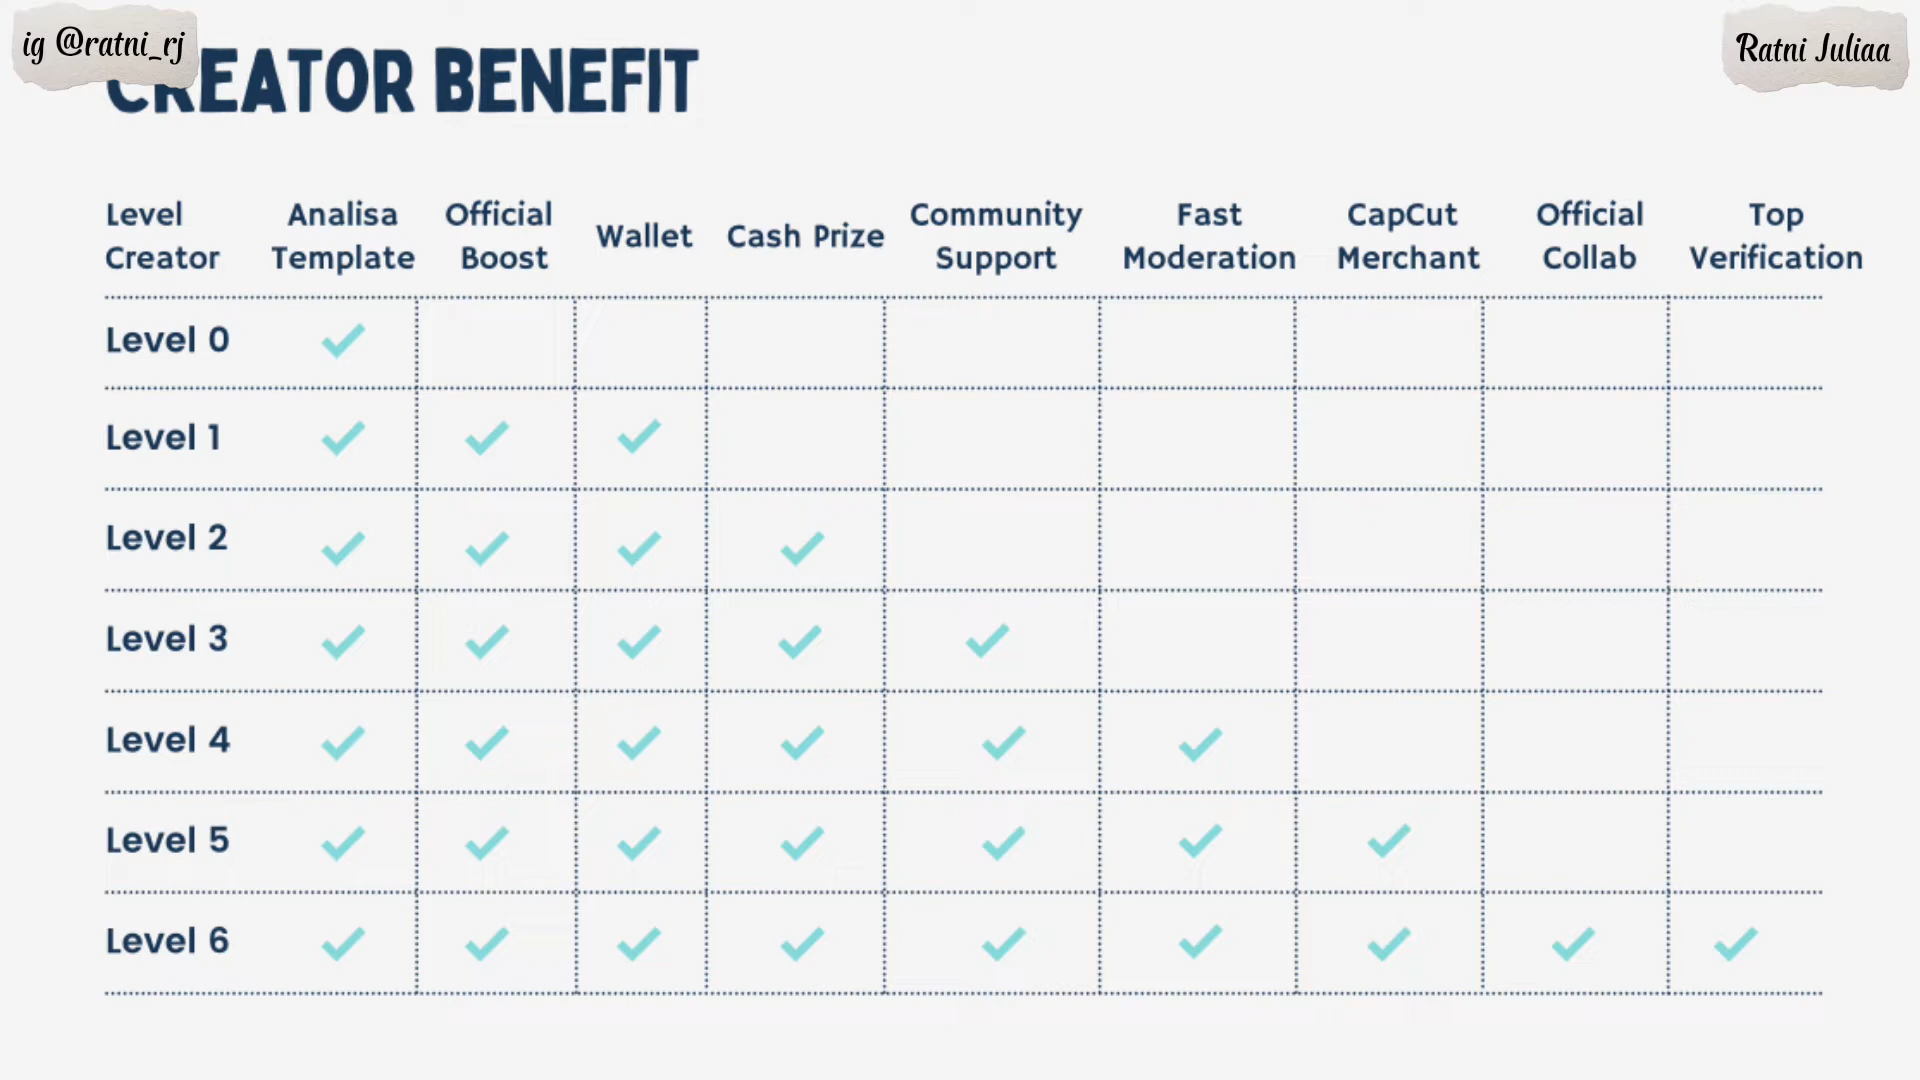 ig @ratni_rj
Ratni Juliaa
CREATOR BENEFIT
Level Creator
Analisa Template
Official Boost
Wallet
Cash Prize
Community Support
Fast Moderation
CapCut Merchant
Official Collab
Top Verification
Level 0
Level 1
Level 2
Level 3
Level 4
Level 5
Level 6